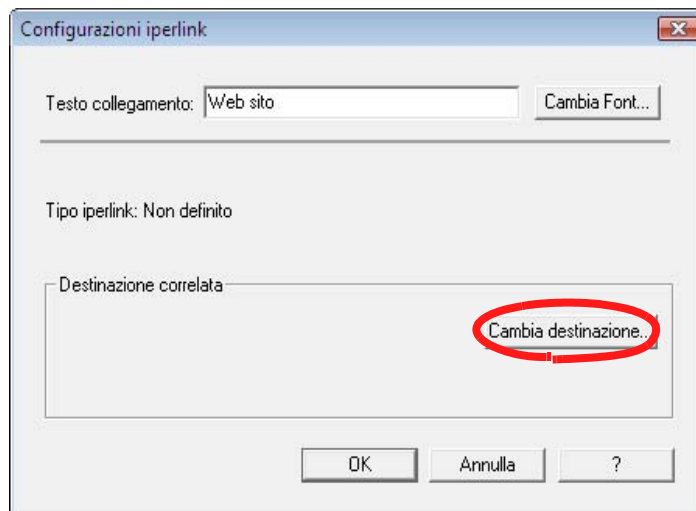 Configurazioni iperlink
Testo collegamento: Web sito Cambia Font...
Tipo iperlink: Non definito
Destinazione correlata
Cambia destinazione...
OK Annulla ?